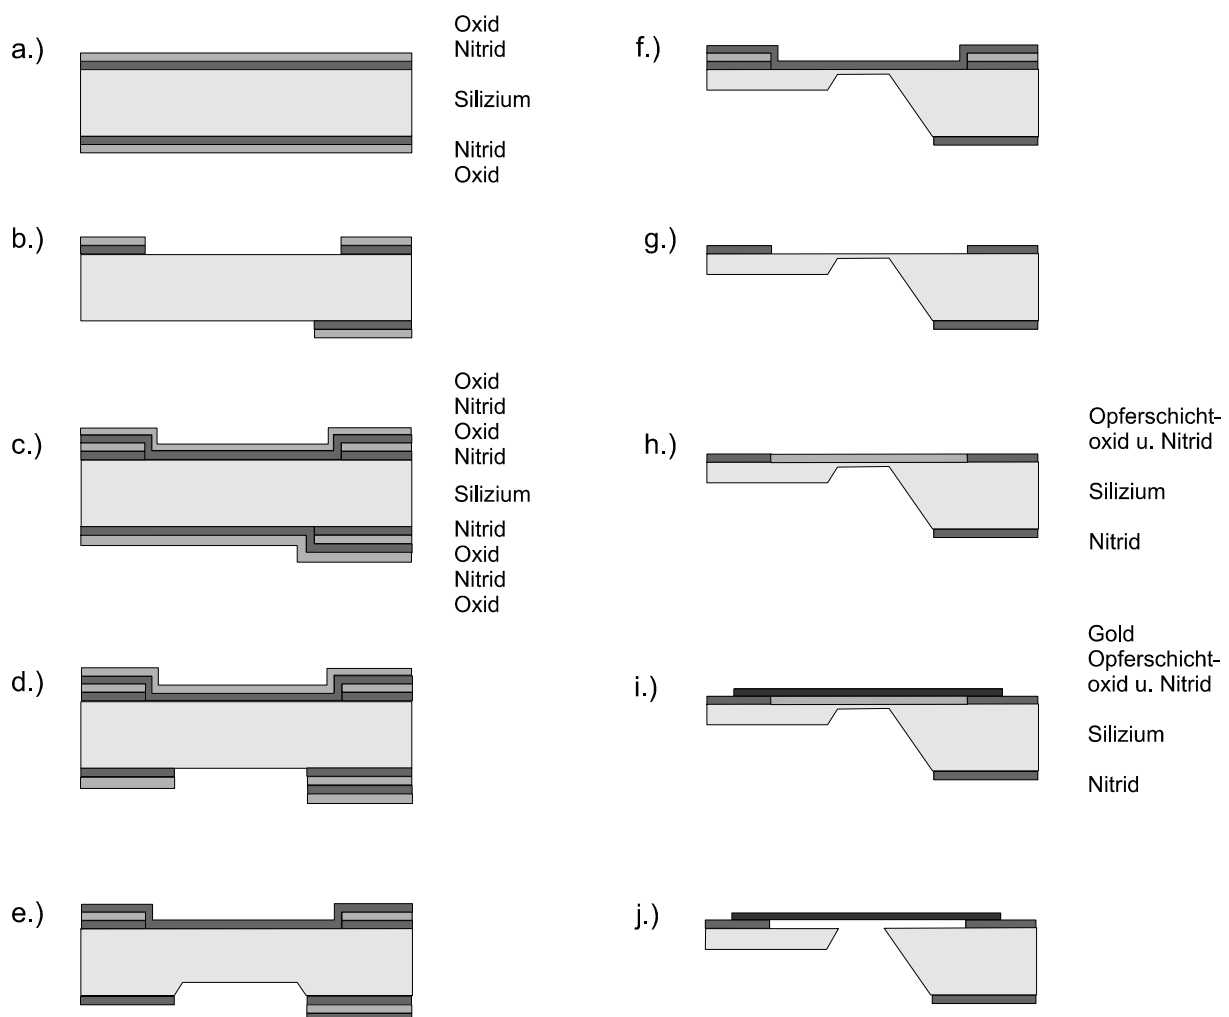 a.)
Oxid
Nitrid
Silizium
Nitrid
Oxid
b.)
c.)
Oxid
Nitrid
Oxid
Nitrid
Silizium
Nitrid
Oxid
Nitrid
Oxid
d.)
e.)
f.)
g.)
h.)
Opferschicht-
oxid u. Nitrid
Silizium
Nitrid
i.)
Gold
Opferschicht-
oxid u. Nitrid
Silizium
Nitrid
j.)